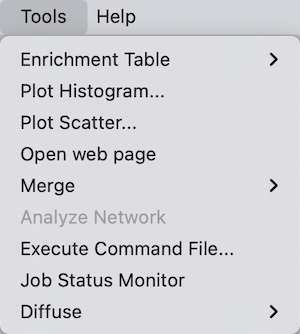 Tools Help
Enrichment Table
Plot Histogram...
Plot Scatter...
Open web page
Merge
Analyze Network
Execute Command File...
Job Status Monitor
Diffuse